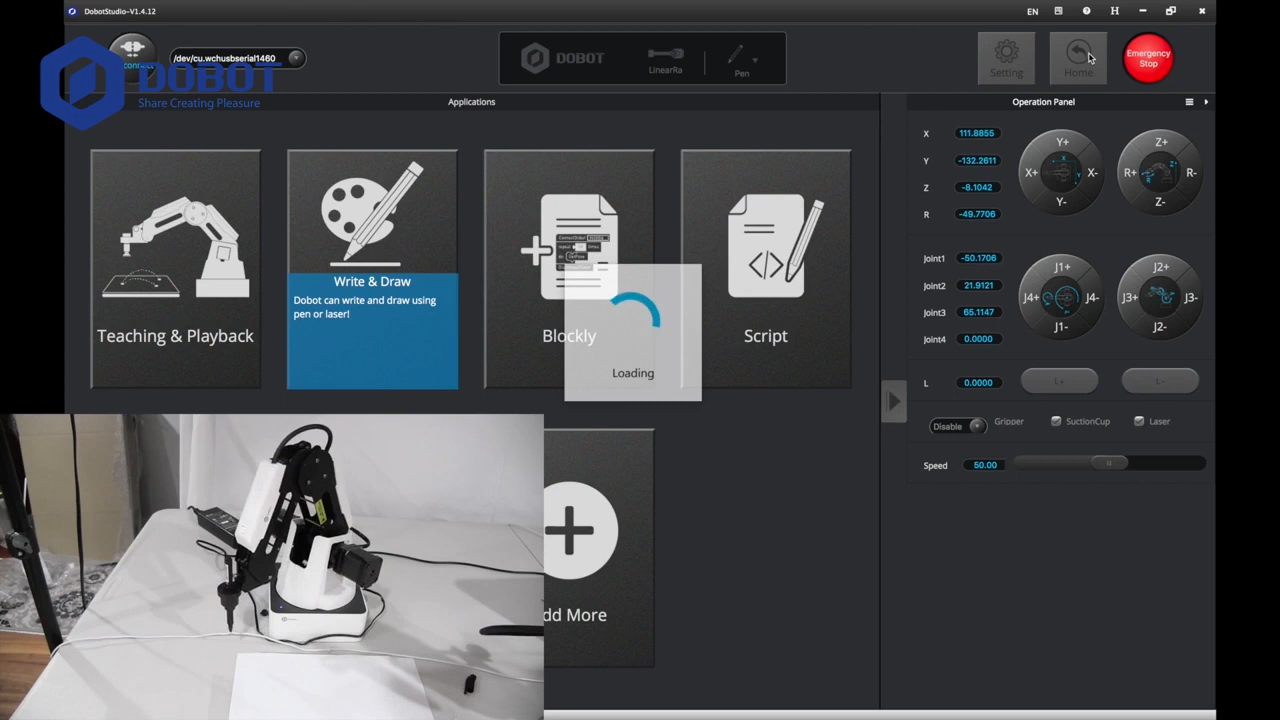 DobotStudio-V1.4.12
EN
H
DOBOT
Share Creating Pleasure
/dev/cu.wchusbserial1460
DOBOT
LinearRa
Pen
Setting
Home
Emergency
Stop
Applications
Operation Panel
Teaching & Playback
Write & Draw
Dobot can write and draw using
pen or laser!
Blockly
Script
Loading
dd More
X 111.8855
Y -132.2611
Z -8.1042
R -49.7706
Y+
X+ X-
Y-
Z+
R+ R-
Z-
Joint1 -50.1706
Joint2 21.9121
Joint3 65.1147
Joint4 0.0000
J1+
J4+ J4-
J1-
J2+
J3+ J3-
J2-
L 0.0000
L+ L-
Disable Gripper SuctionCup Laser
Speed 50.00